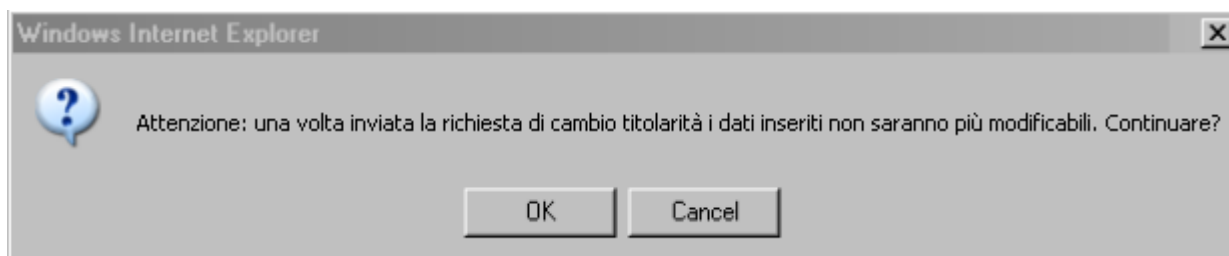 Windows Internet Explorer
Attenzione: una volta inviata la richiesta di cambio titolarità i dati inseriti non saranno più modificabili. Continuare?
OK
Cancel